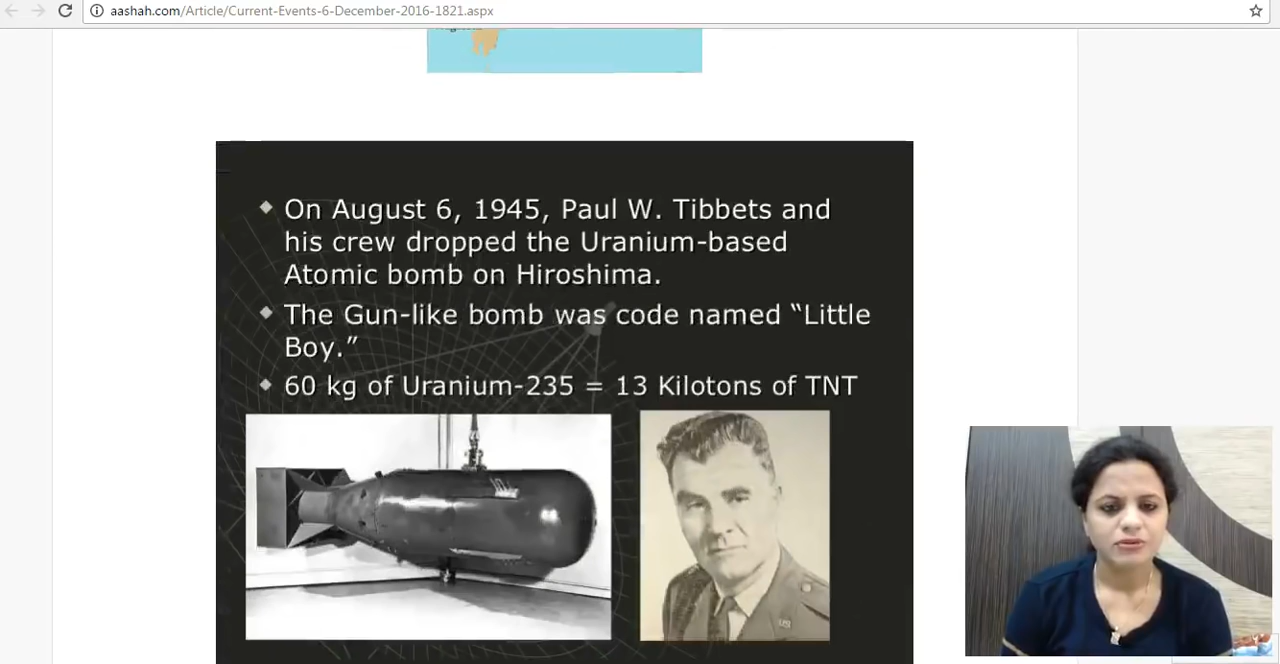 aashah.com/Article/Current-Events-6-December-2016-1821.aspx
On August 6, 1945, Paul W. Tibbets and
his crew dropped the Uranium-based
Atomic bomb on Hiroshima.
The Gun-like bomb was code named “Little
Boy.”
60 kg of Uranium-235 = 13 Kilotons of TNT